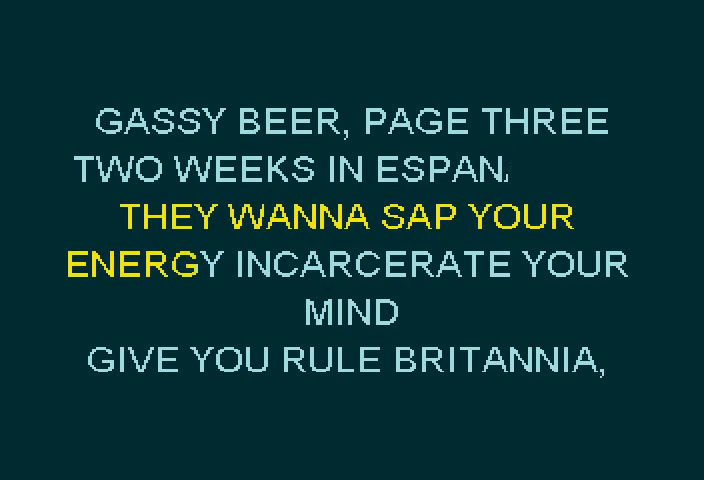 GASSY BEER, PAGE THREE
TWO WEEKS IN ESPAN
THEY WANNA SAP YOUR
ENERGY INCARCERATE YOUR
MIND
GIVE YOU RULE BRITANNIA,